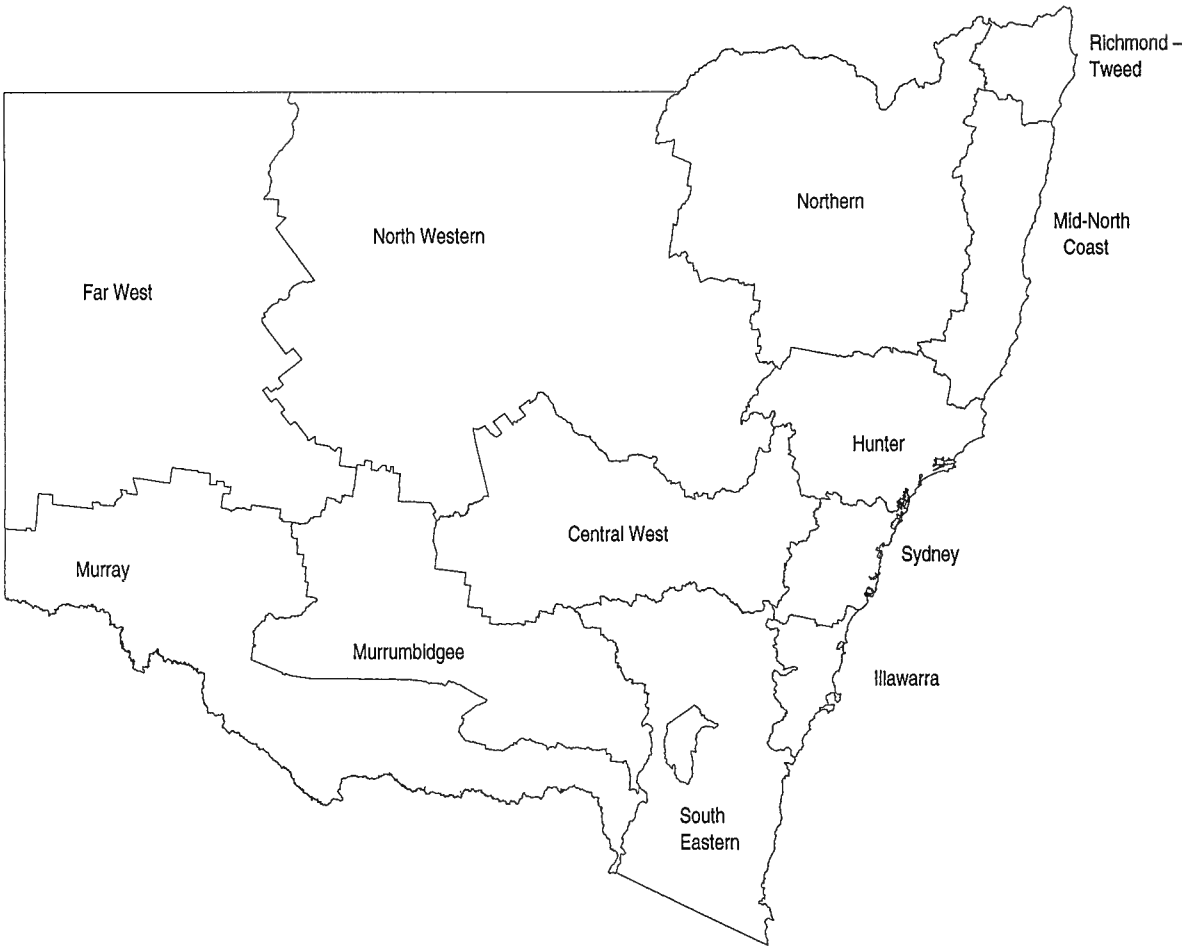 Richmond –
Tweed
Northern
Mid-North
Coast
North Western
Far West
Hunter
Central West
Sydney
Murray
Murrumbidgee
Illawarra
South
Eastern